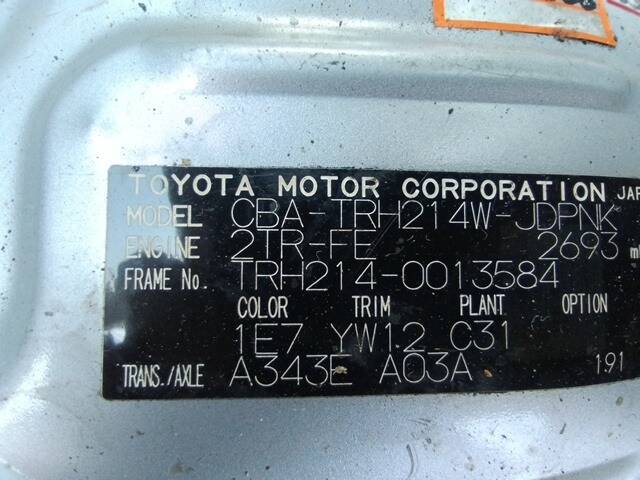 TOYOTA MOTOR CORPORATION JAP
MODEL CBA-TRH214W-JDPNK
ENGINE 2TR-FE 2693 m
FRAME No. TRH214-0013584
COLOR TRIM PLANT OPTION
1E7 YW12 C31
TRANS./AXLE A343E A03A 191